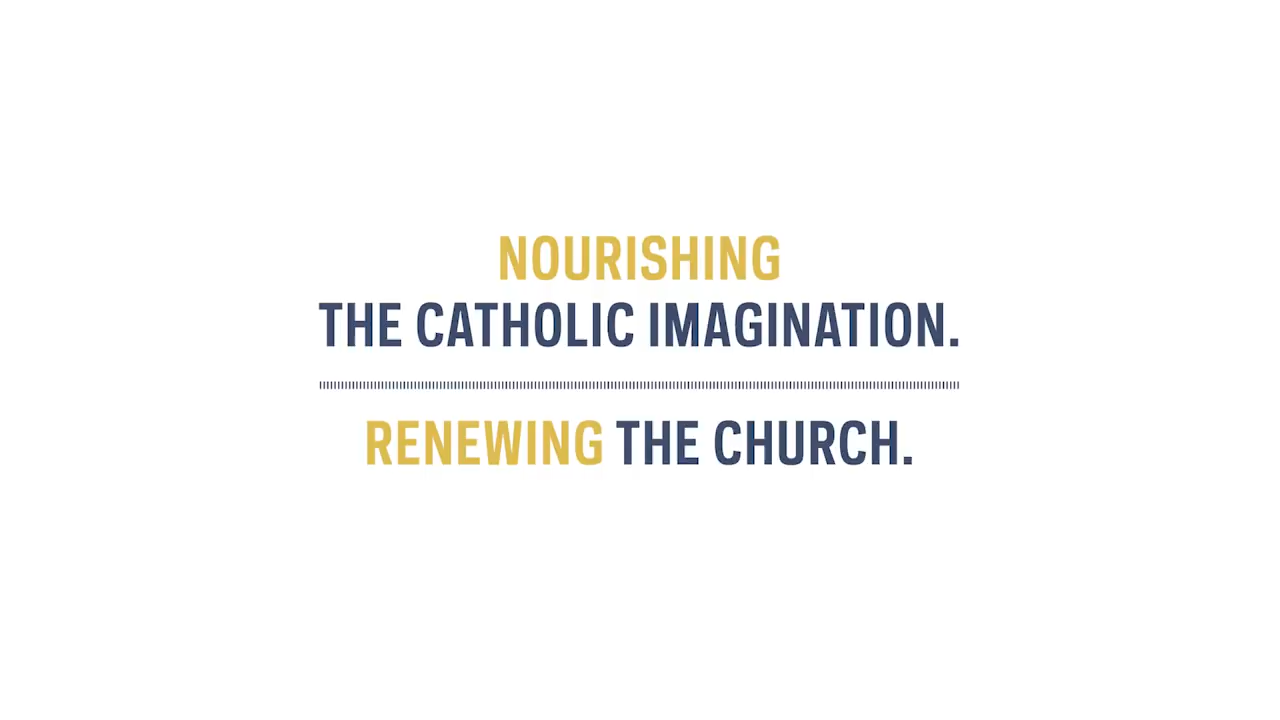 NOURISHING
THE CATHOLIC IMAGINATION.
RENEWING THE CHURCH.